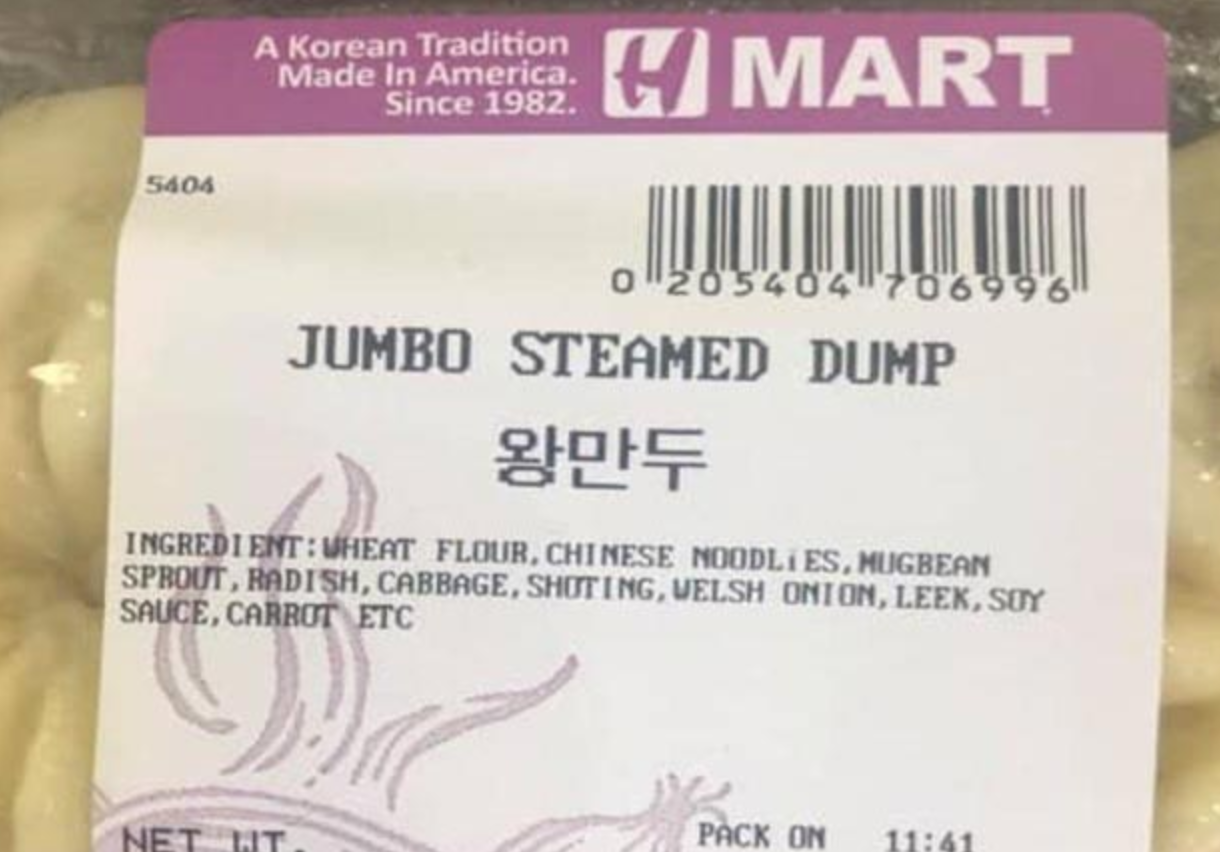 A Korean Tradition
Made In America.
Since 1982.
H MART
5404
0 205404 706996
JUMBO STEAMED DUMP
왕만두
INGREDIENT:WHEAT FLOUR,CHINESE NOODLiES,MUGBEAN
SPROUT,RADISH,CABBAGE,SHOTING,WELSH ONION,LEEK,SOY
SAUCE,CARROT ETC
NET WT.
PACK ON 11:41